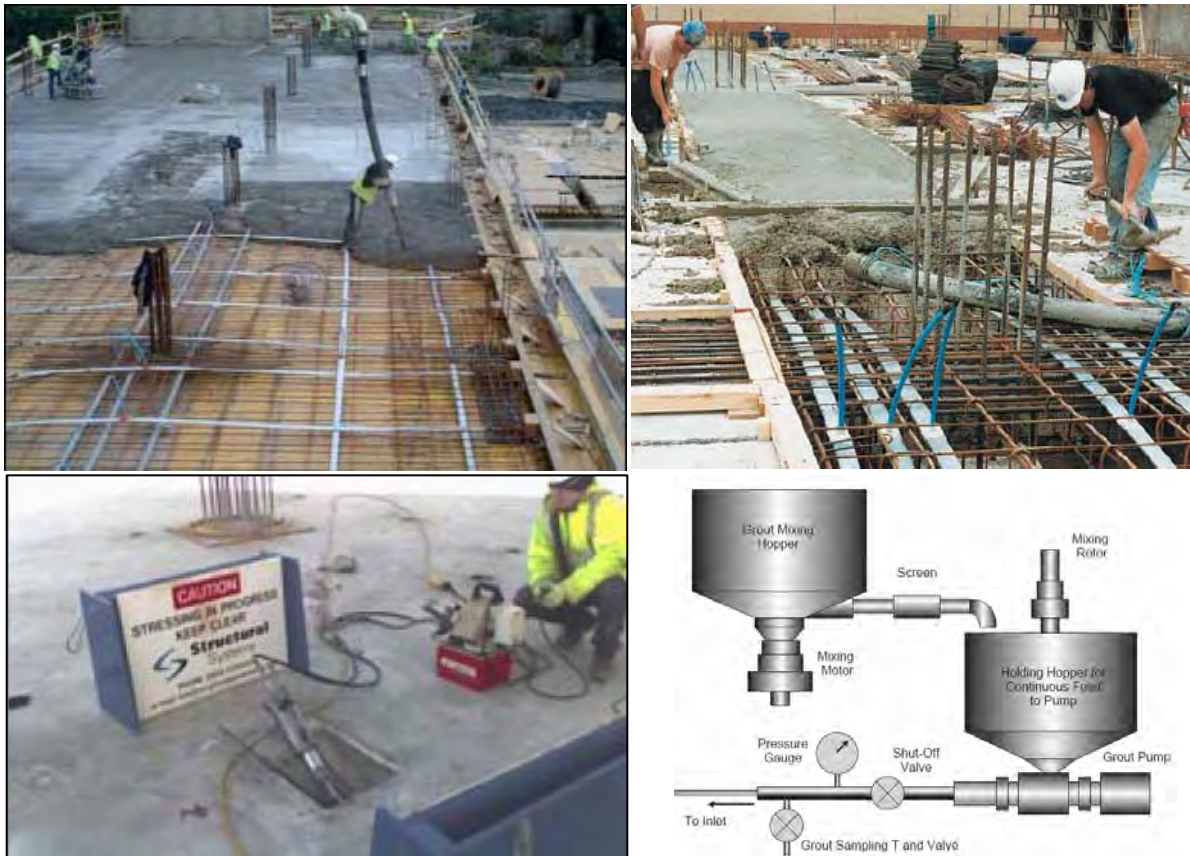 CAUTION
STRESSING IN PROGRESS
KEEP CLEAR
Structural
Systems
Grout Mixing
Hopper
Mixing
Rotor
Screen
Mixing
Motor
Holding Hopper for
Continuous Feed
to Pump
Pressure
Gauge
Shut-Off
Valve
Grout Pump
To Inlet
Grout Sampling T and Valve